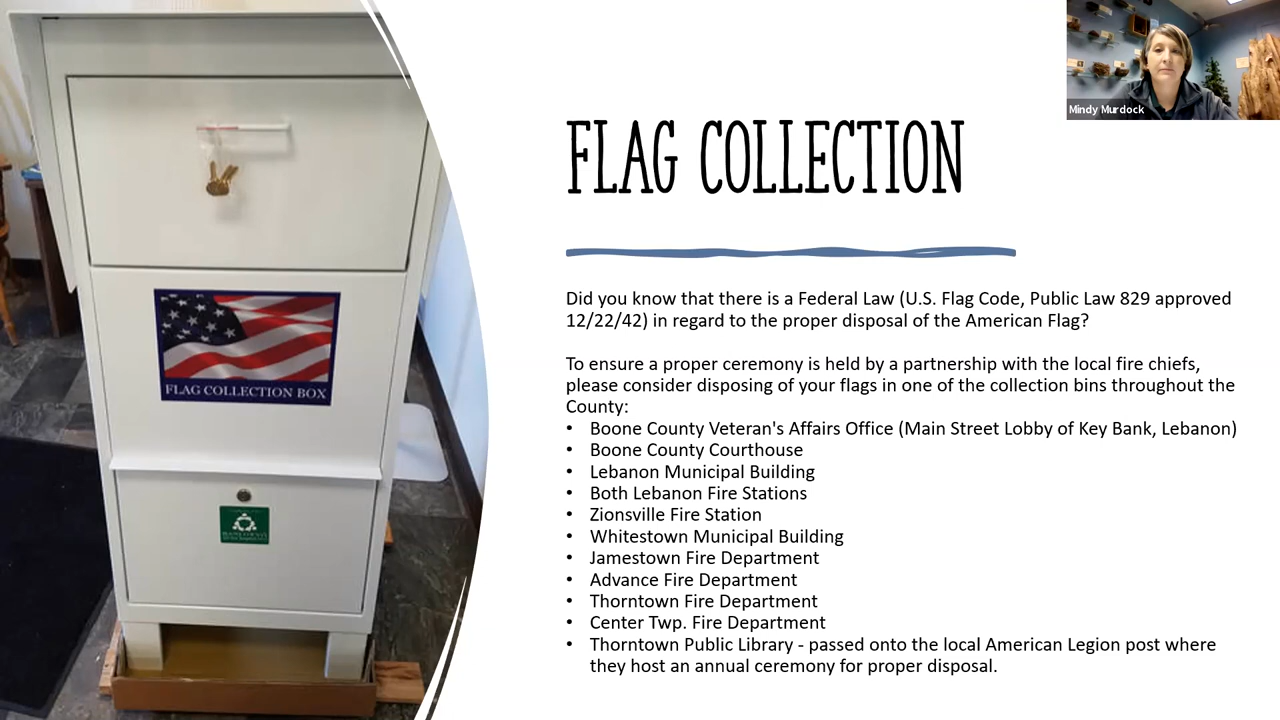 Mindy Murdock
FLAG COLLECTION
FLAG COLLECTION BOX
Did you know that there is a Federal Law (U.S. Flag Code, Public Law 829 approved
12/22/42) in regard to the proper disposal of the American Flag?
To ensure a proper ceremony is held by a partnership with the local fire chiefs,
please consider disposing of your flags in one of the collection bins throughout the
County:
• Boone County Veteran's Affairs Office (Main Street Lobby of Key Bank, Lebanon)
• Boone County Courthouse
• Lebanon Municipal Building
• Both Lebanon Fire Stations
• Zionsville Fire Station
• Whitestown Municipal Building
• Jamestown Fire Department
• Advance Fire Department
• Thorntown Fire Department
• Center Twp. Fire Department
• Thorntown Public Library - passed onto the local American Legion post where
they host an annual ceremony for proper disposal.